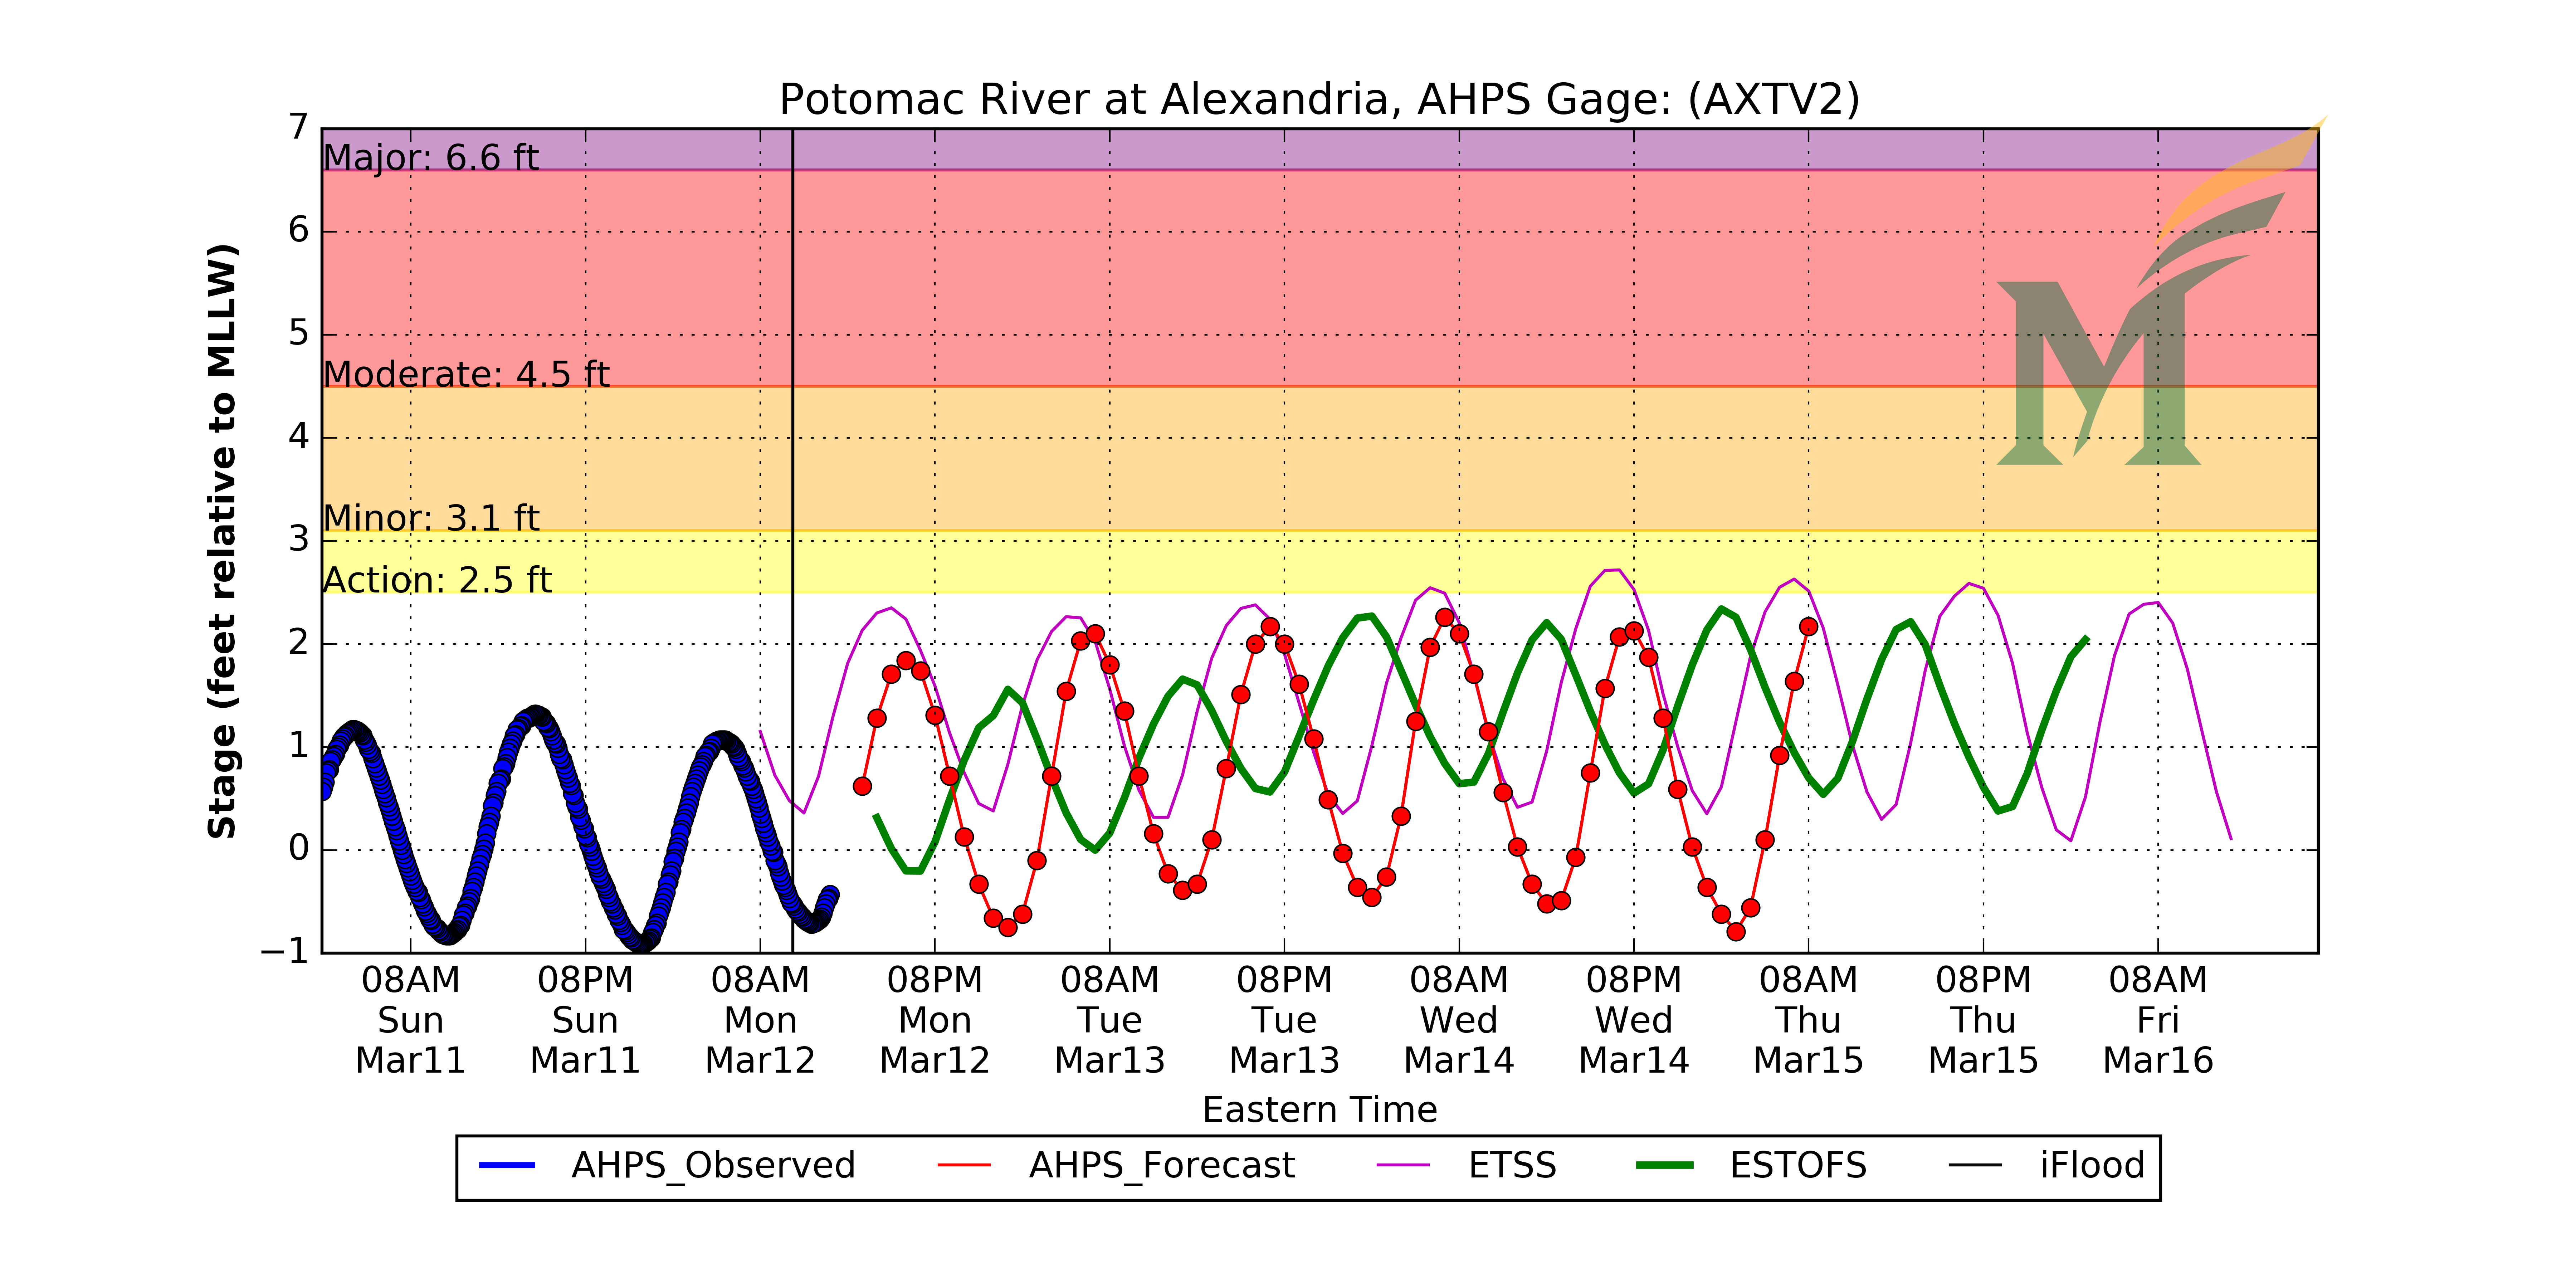 Potomac River at Alexandria, AHPS Gage: (AXTV2)
Stage (feet relative to MLLW)
7
6
5
4
3
2
1
0
−1
Major: 6.6 ft
Moderate: 4.5 ft
Minor: 3.1 ft
Action: 2.5 ft
08AM 08PM 08AM 08PM 08AM 08PM 08AM 08PM 08AM 08PM 08AM
Sun Sun Mon Mon Tue Tue Wed Wed Thu Thu Fri
Mar11 Mar11 Mar12 Mar12 Mar13 Mar13 Mar14 Mar14 Mar15 Mar15 Mar16
Eastern Time
AHPS_Observed AHPS_Forecast ETSS ESTOFS iFlood